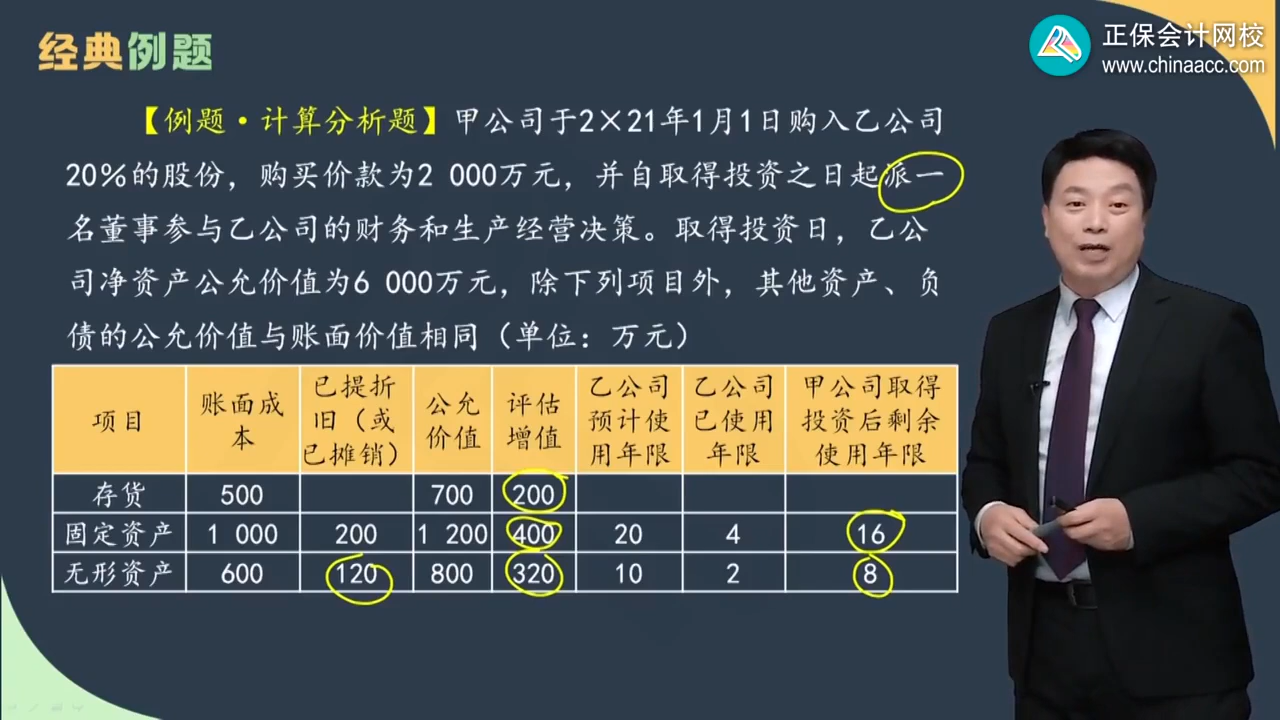 经典例题
正保会计网校
www.chinaacc.com
【例题·计算分析题】甲公司于2×21年1月1日购入乙公司
20%的股份，购买价款为2 000万元，并自取得投资之日起派一
名董事参与乙公司的财务和生产经营决策。取得投资日，乙公
司净资产公允价值为6 000万元，除下列项目外，其他资产、负
债的公允价值与账面价值相同（单位：万元）
项目 账面成本 已提折旧（或已摊销） 公允价值 评估增值 乙公司预计使用年限 乙公司已使用年限 甲公司取得投资后剩余使用年限
存货 500 700 200
固定资产 1 000 200 1 200 400 20 4 16
无形资产 600 120 800 320 10 2 8